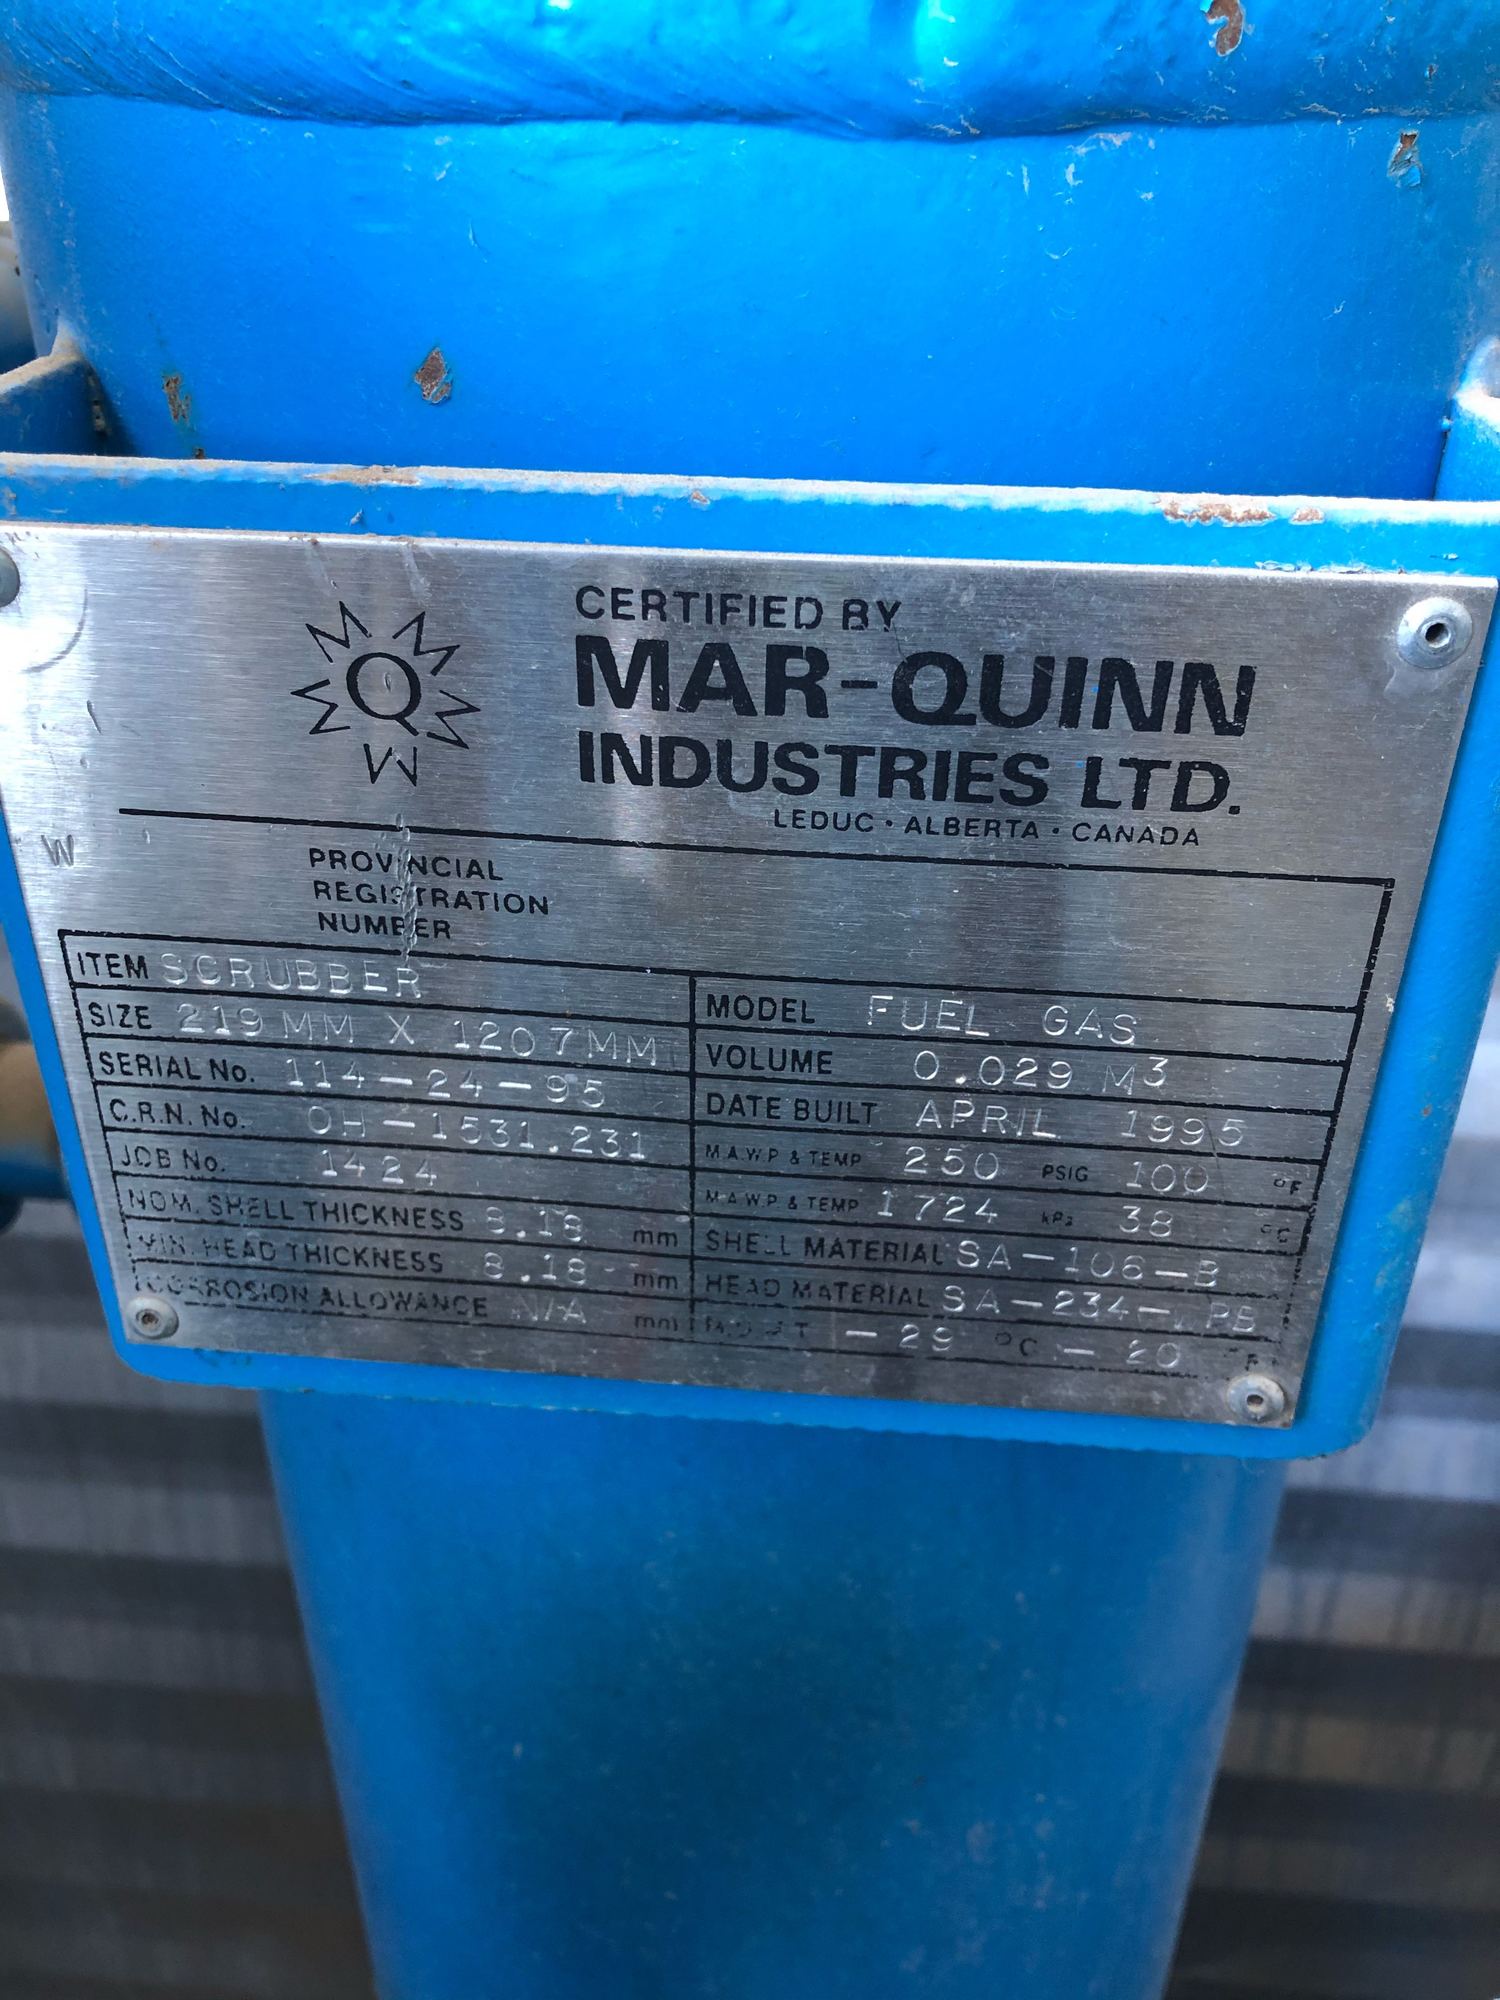 CERTIFIED BY
MAR-QUINN
INDUSTRIES LTD.
LEDUC · ALBERTA · CANADA
Q
W
PROVINCIAL
REGISTRATION
NUMBER
ITEM SCRUBBER
MODEL FUEL GAS
SIZE 219 MM X 1207 MM
VOLUME 0.029 M3
SERIAL No. 114-24-95
DATE BUILT APRIL 1995
C.R.N. No. OH-1531.231
M.A.W.P & TEMP 250 PSIG 100 °F
JOB No. 1424
M.A.W.P & TEMP 1724 kPa 38 °C
NOM. SHELL THICKNESS 8.18 mm
SHELL MATERIAL SA-106-B
MIN. HEAD THICKNESS 8.18 mm
HEAD MATERIAL SA-234-WPB
CORROSION ALLOWANCE N/A mm
-29 °C -20 °F